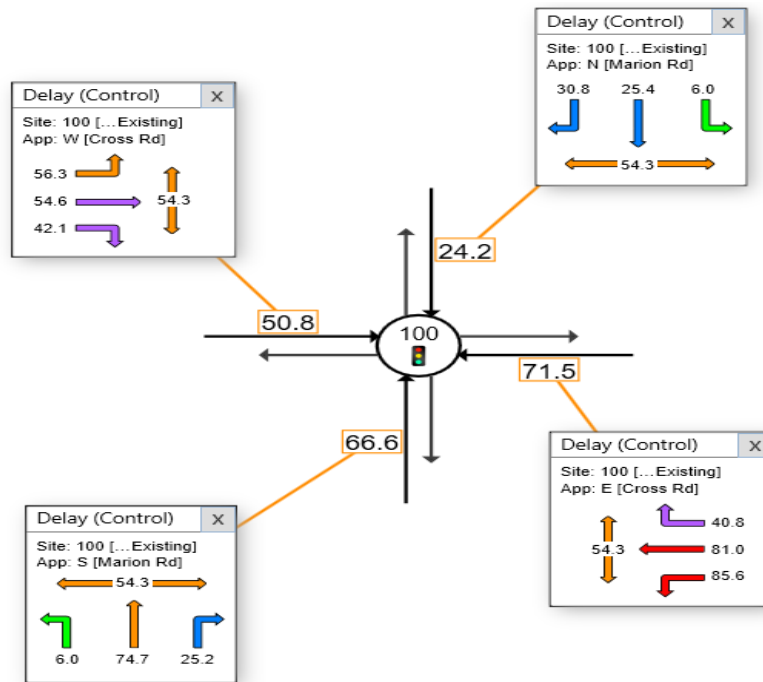 Delay (Control) X
Site: 100 [...Existing]
App: N [Marion Rd]
30.8 25.4 6.0
54.3
Delay (Control) X
Site: 100 [...Existing]
App: W [Cross Rd]
56.3
54.6 54.3
42.1
24.2
50.8
100
71.5
66.6
Delay (Control) X
Site: 100 [...Existing]
App: E [Cross Rd]
40.8
54.3 81.0
85.6
Delay (Control) X
Site: 100 [...Existing]
App: S [Marion Rd]
54.3
6.0 74.7 25.2